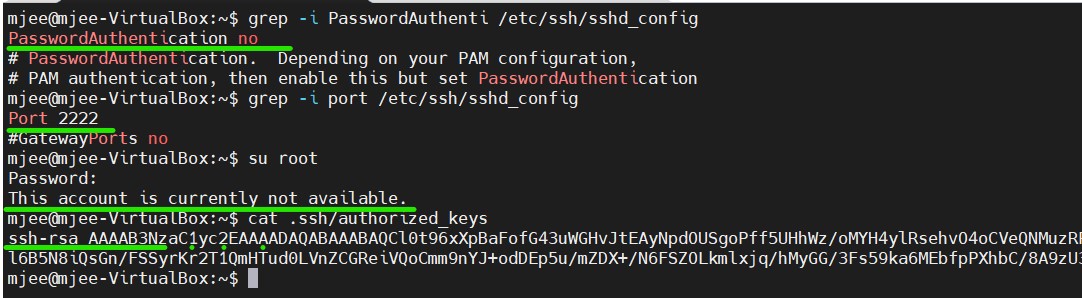 mjee@mjee-VirtualBox:~$ grep -i PasswordAuthenti /etc/ssh/sshd_config
PasswordAuthentication no
# PasswordAuthentication.  Depending on your PAM configuration,
# PAM authentication, then enable this but set PasswordAuthentication
mjee@mjee-VirtualBox:~$ grep -i port /etc/ssh/sshd_config
Port 2222
#GatewayPorts no
mjee@mjee-VirtualBox:~$ su root
Password:
This account is currently not available.
mjee@mjee-VirtualBox:~$ cat .ssh/authorized_keys
ssh-rsa AAAAB3NzaC1yc2EAAAADAQABAAABAQCl0t96xXpBaFofG43uWGHvJtEAyNpdOUSgoPff5UHhWz/oMYH4ylRsehvO4oCVeQNMuzR
l6B5N8iQsGn/FSSyrKr2T1QmHTud0LVnZCGReiVQoCmm9nYJ+odDEp5u/mZDX+/N6FSZOLkmlxjq/hMyGG/3Fs59ka6MEbfpPXhbC/8A9zU
mjee@mjee-VirtualBox:~$